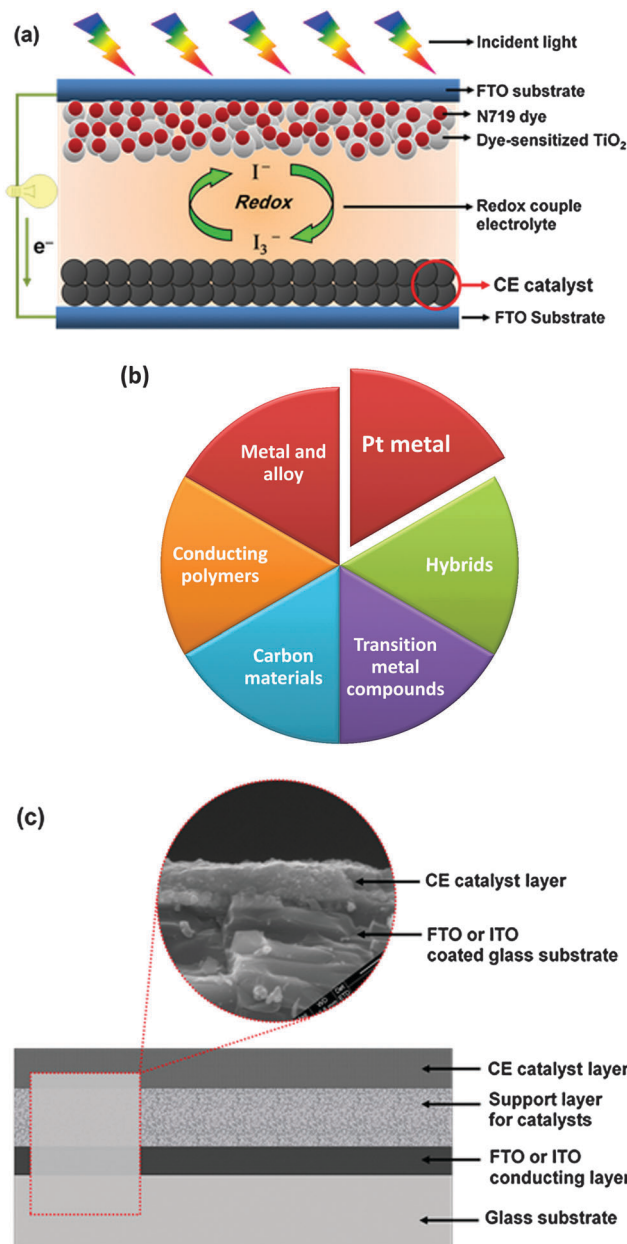 (a)
Incident light
FTO substrate
N719 dye
Dye-sensitized TiO₂
I⁻
Redox
I₃⁻
Redox couple
electrolyte
e⁻
CE catalyst
FTO Substrate
(b)
Metal and
alloy
Pt metal
Conducting
polymers
Hybrids
Carbon
materials
Transition
metal
compounds
(c)
CE catalyst layer
FTO or ITO
coated glass substrate
CE catalyst layer
Support layer
for catalysts
FTO or ITO
conducting layer
Glass substrate